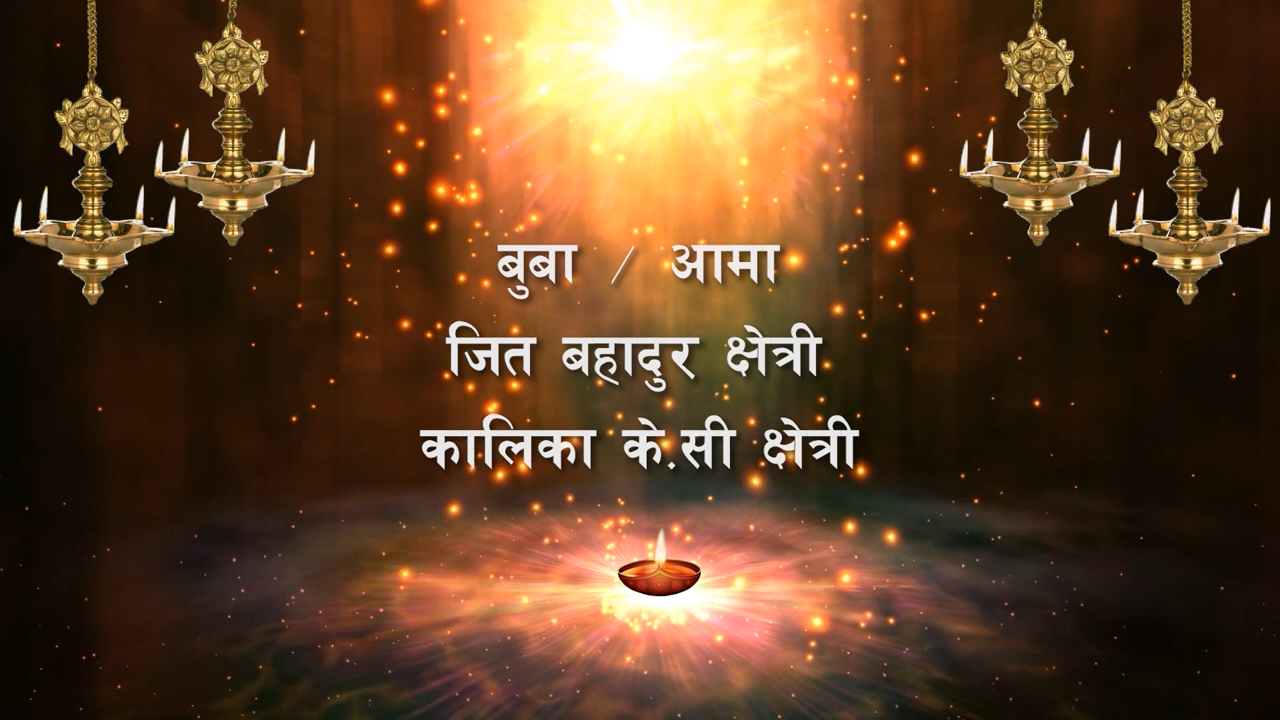 बुबा / आमा
जित बहादुर क्षेत्री
कालिका के.सी क्षेत्री